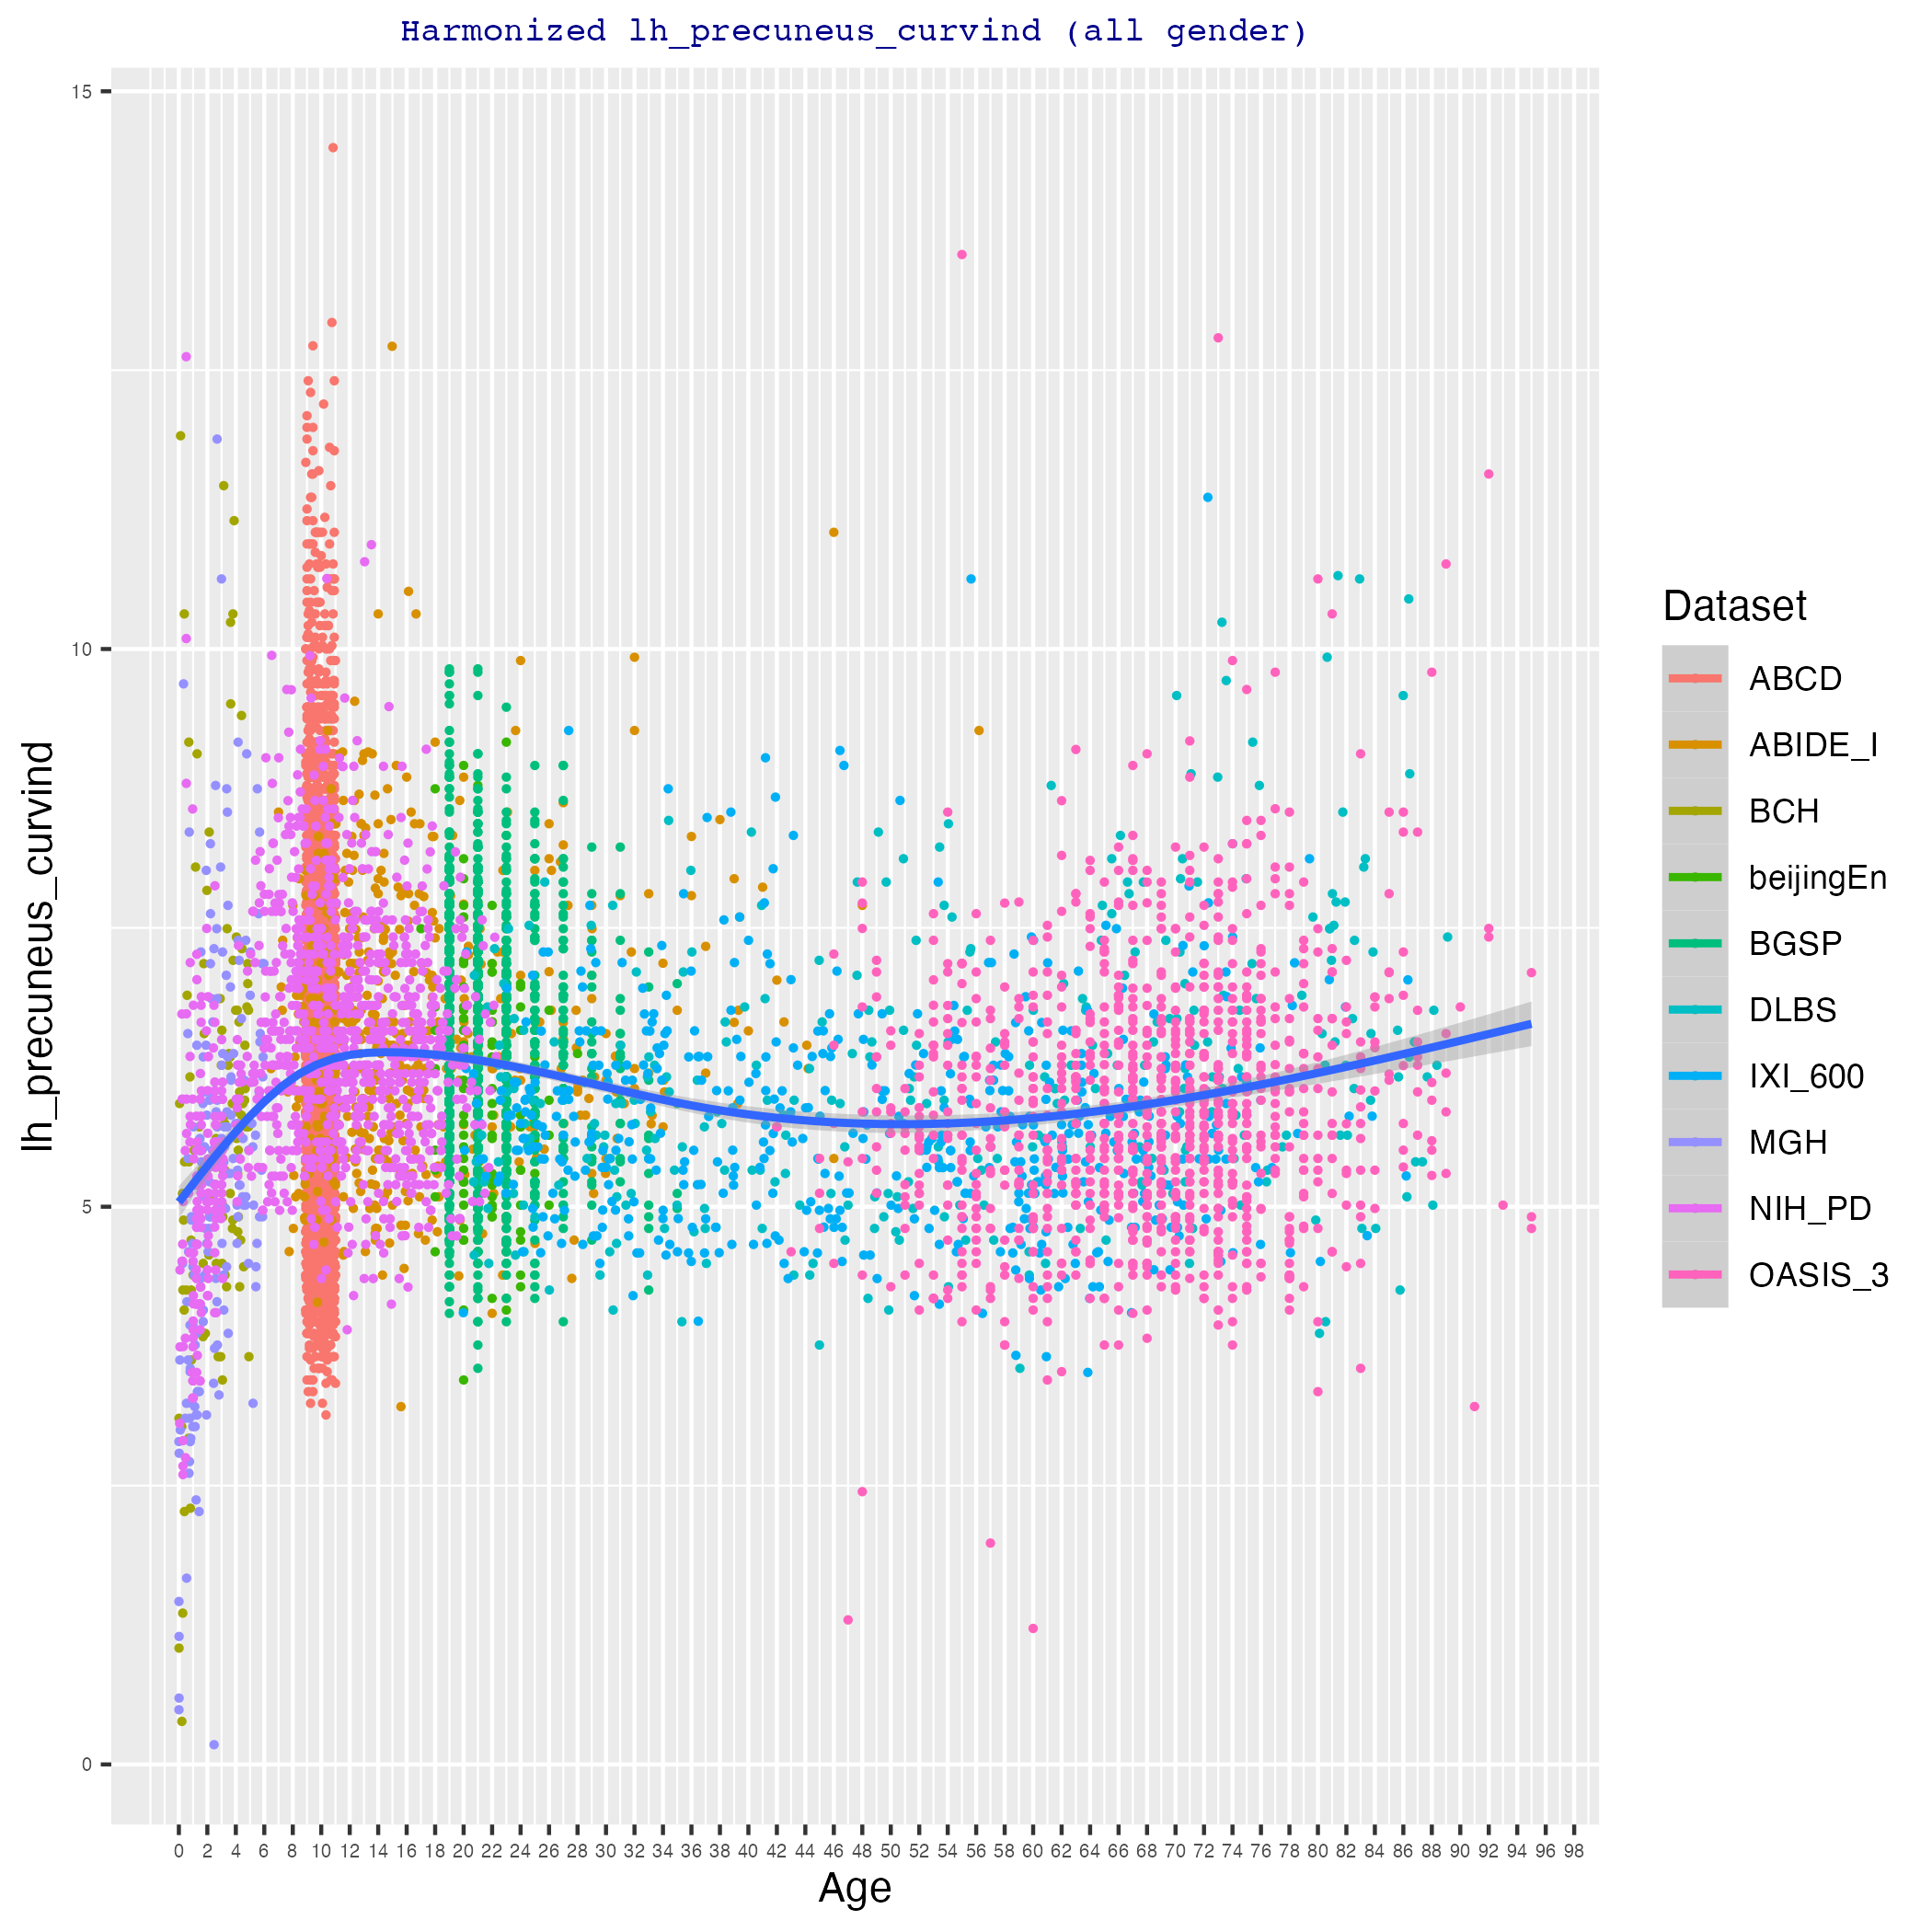 Harmonized lh_precuneus_curvind (all gender)
lh_precuneus_curvind
15
10
5
0
0 2 4 6 8 10 12 14 16 18 20 22 24 26 28 30 32 34 36 38 40 42 44 46 48 50 52 54 56 58 60 62 64 66 68 70 72 74 76 78 80 82 84 86 88 90 92 94 96 98
Age
Dataset
ABCD
ABIDE_I
BCH
beijingEn
BGSP
DLBS
IXI_600
MGH
NIH_PD
OASIS_3